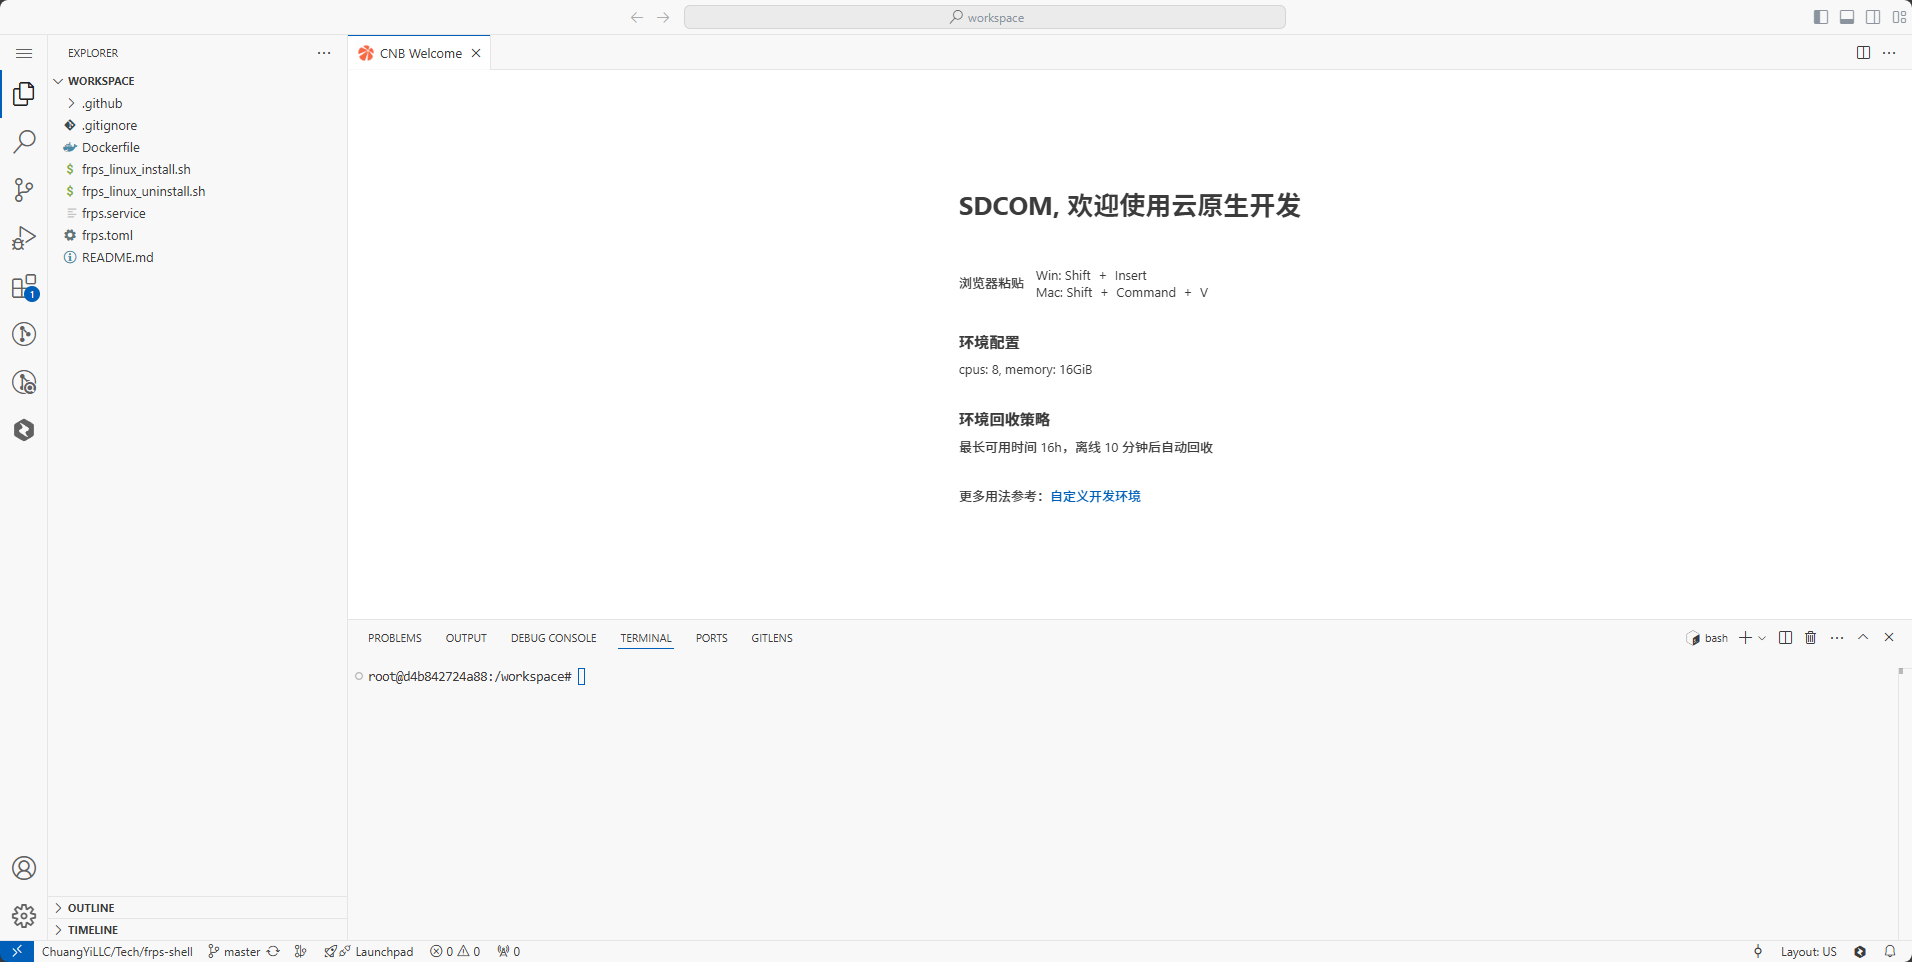 workspace
EXPLORER
WORKSPACE
.github
.gitignore
Dockerfile
frps_linux_install.sh
frps_linux_uninstall.sh
frps.service
frps.toml
README.md
1
OUTLINE
TIMELINE
CNB Welcome
SDCOM, 欢迎使用云原生开发
浏览器粘贴
Win: Shift + Insert
Mac: Shift + Command + V
环境配置
cpus: 8, memory: 16GiB
环境回收策略
最长可用时间 16h，离线 10 分钟后自动回收
更多用法参考：自定义开发环境
PROBLEMS OUTPUT DEBUG CONSOLE TERMINAL PORTS GITLENS
bash
root@d4b842724a88:/workspace#
ChuangYiLLC/Tech/frps-shell master Launchpad 0 0 0 Layout: US